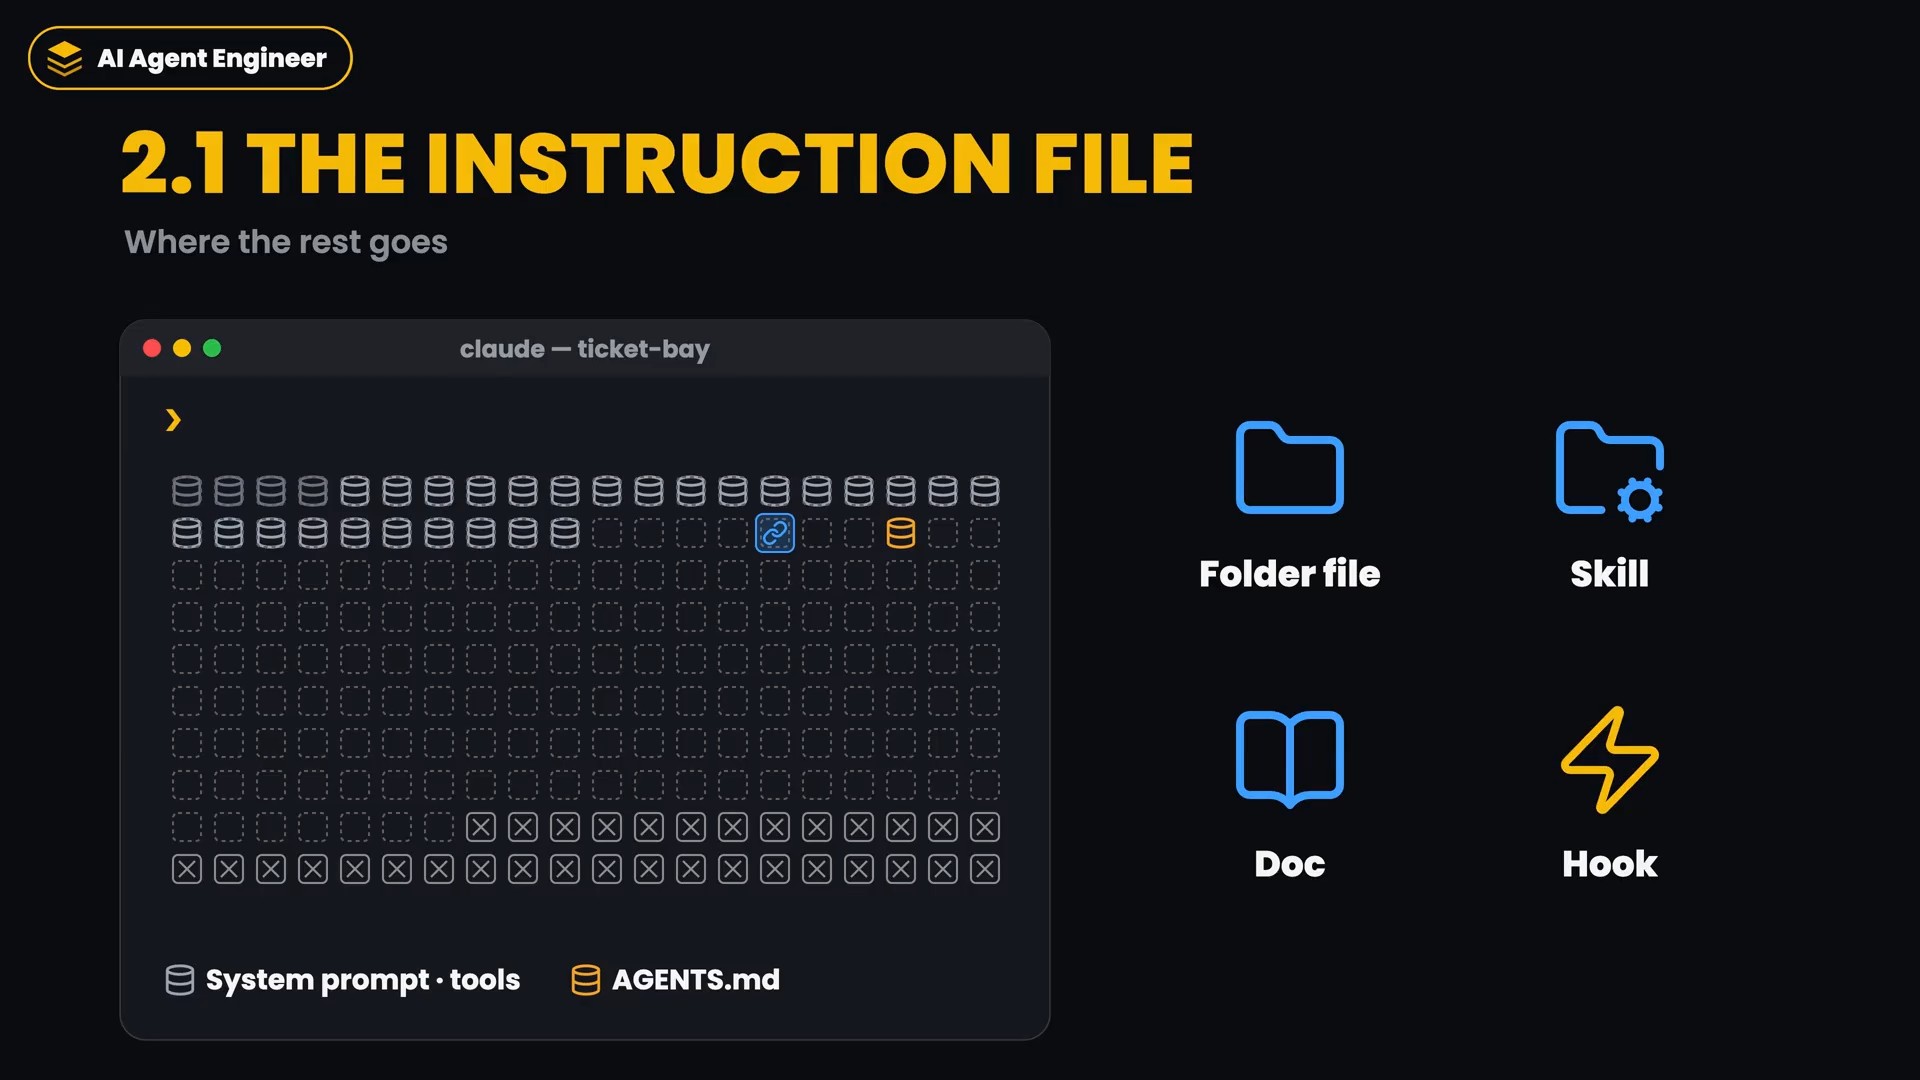 AI Agent Engineer
2.1 THE INSTRUCTION FILE
Where the rest goes
claude — ticket-bay
❯
System prompt · tools
AGENTS.md
Folder file
Skill
Doc
Hook